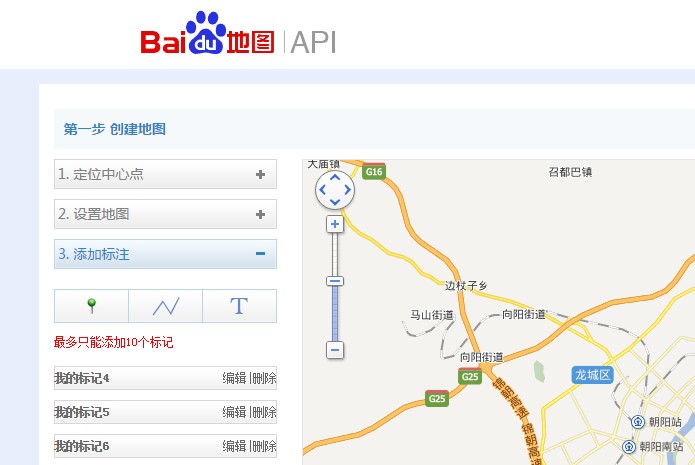 Baidu地图 API
第一步 创建地图
1. 定位中心点
2. 设置地图
3. 添加标注
T
最多只能添加10个标记
我的标记4 编辑|删除
我的标记5 编辑|删除
我的标记6 编辑|删除
大庙镇
G16
召都巴镇
边杖子乡
马山街道
向阳街道
向阳街道
G25
龙城区
G25
锦朝高速
锦朝高速
朝阳站
朝阳南站